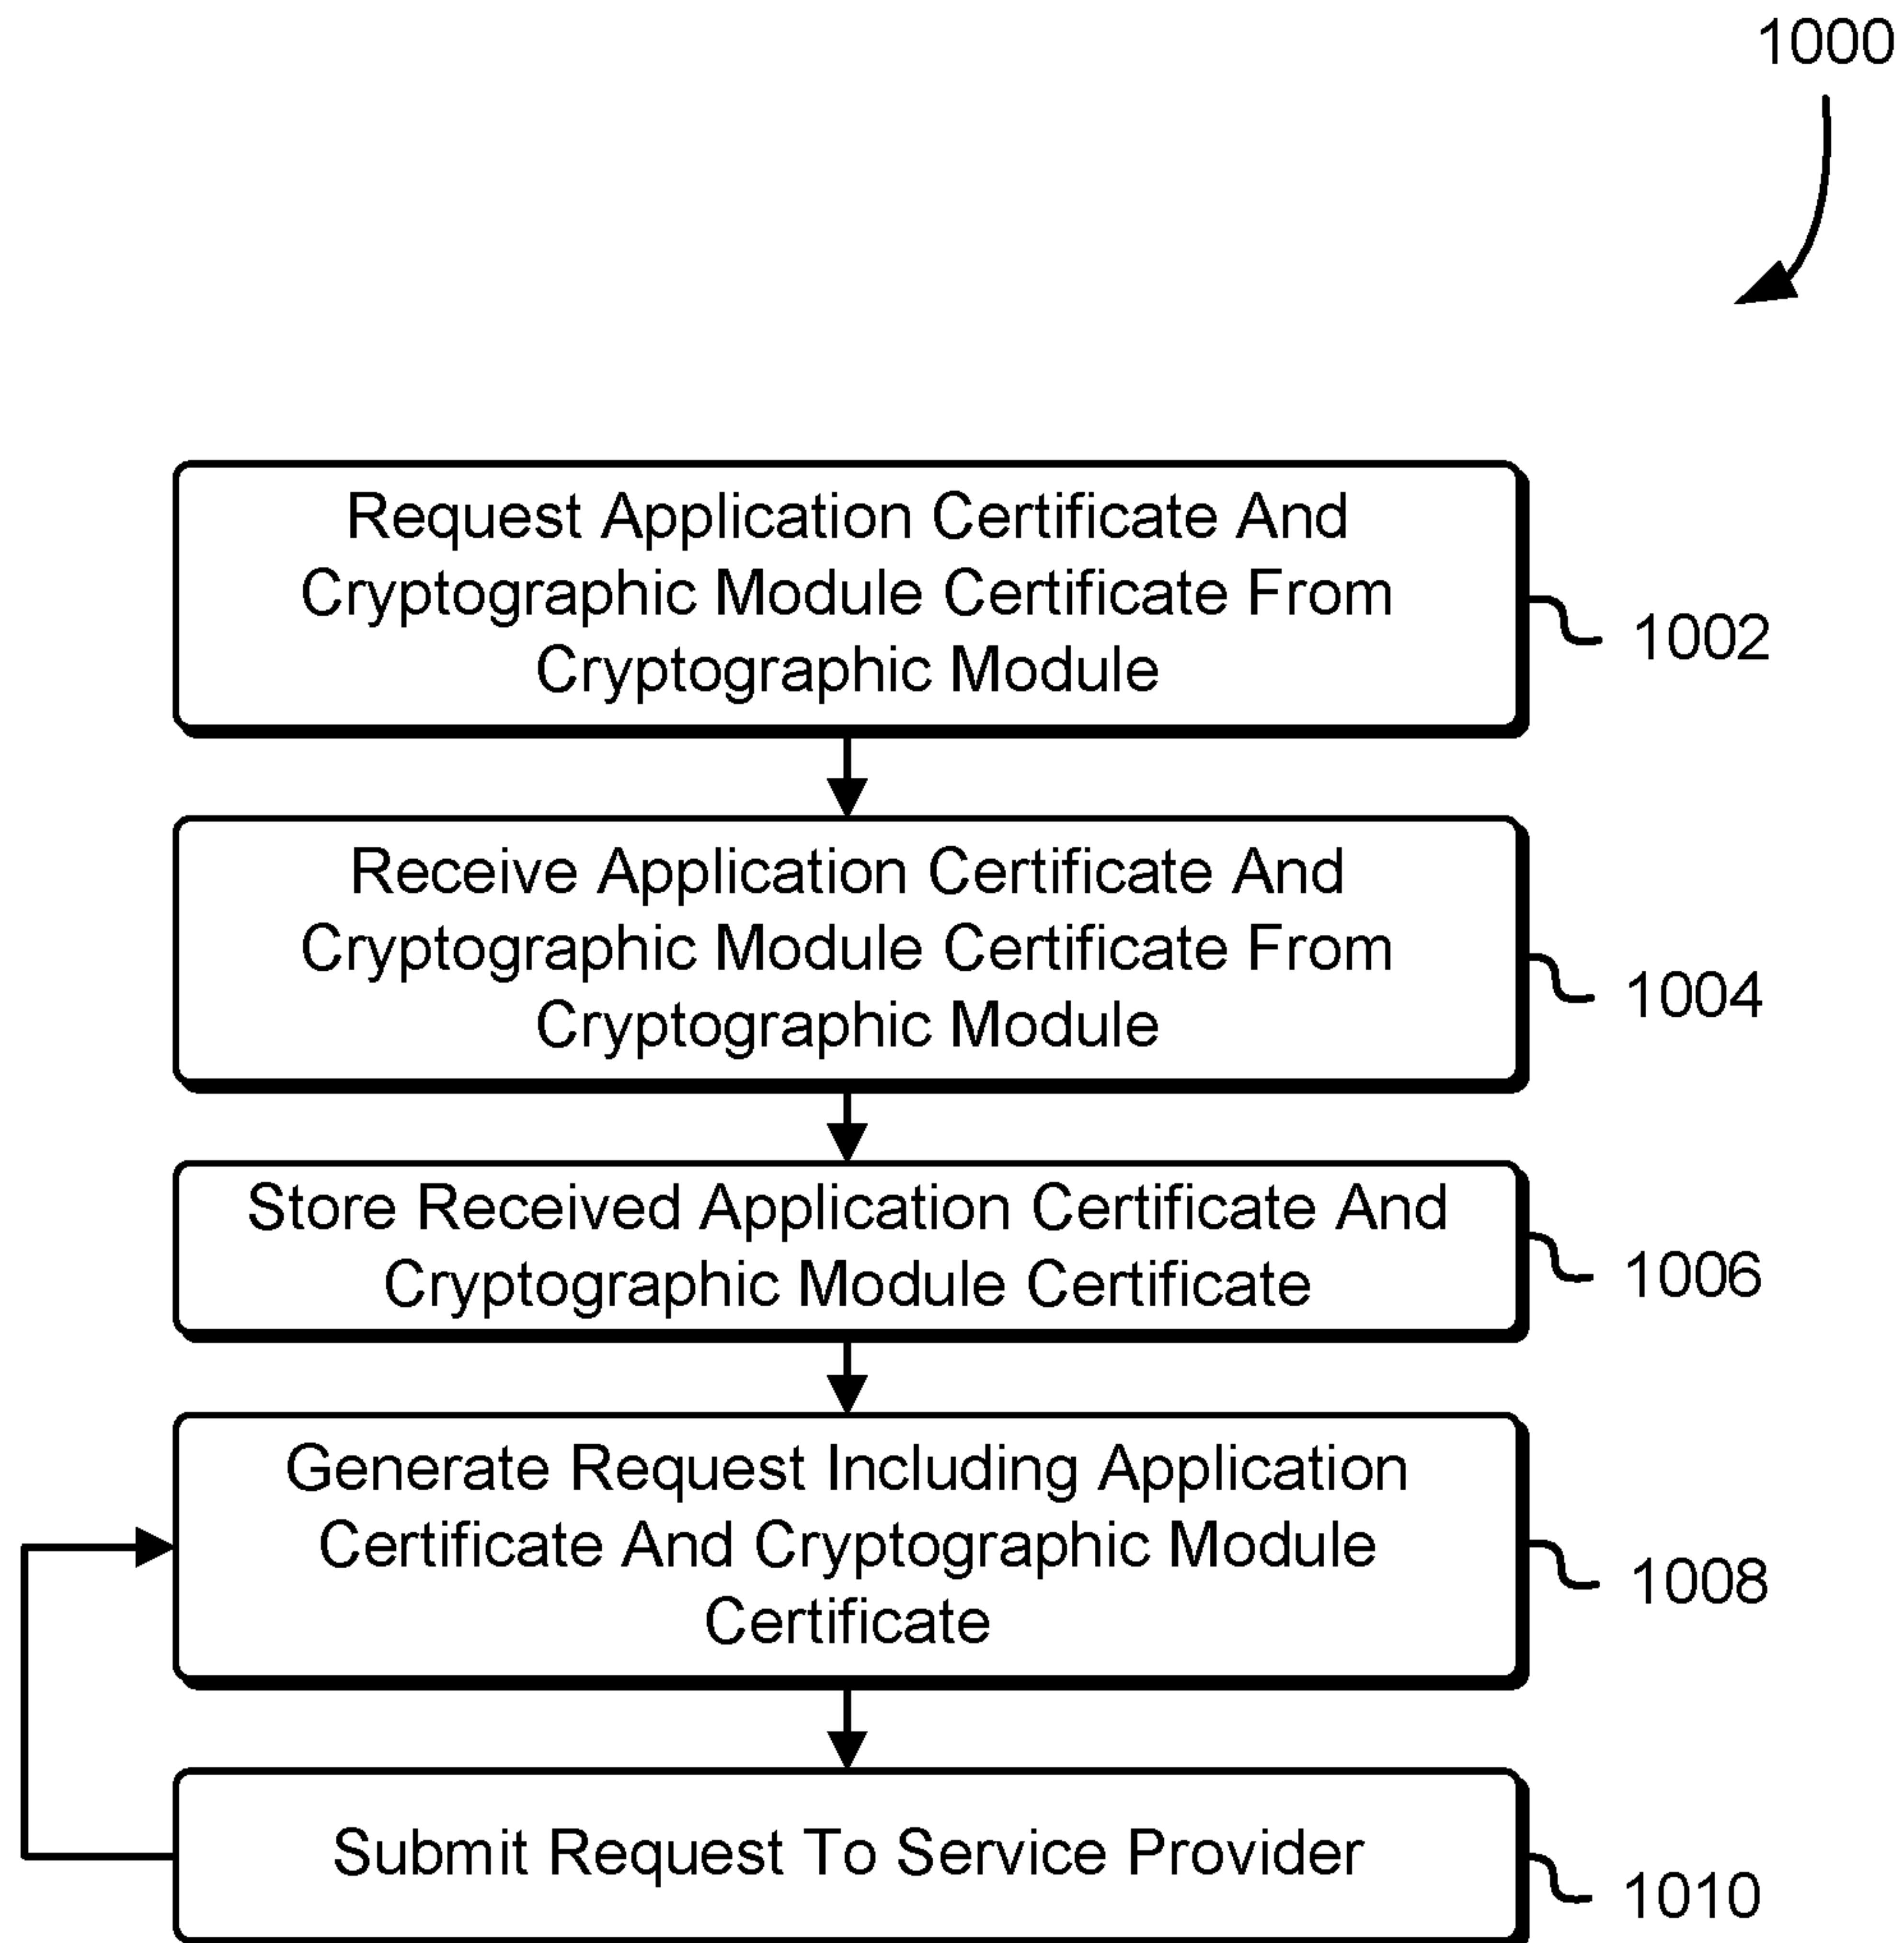 1000
Request Application Certificate And
Cryptographic Module Certificate From
Cryptographic Module
1002
Receive Application Certificate And
Cryptographic Module Certificate From
Cryptographic Module
1004
Store Received Application Certificate And
Cryptographic Module Certificate
1006
Generate Request Including Application
Certificate And Cryptographic Module
Certificate
1008
Submit Request To Service Provider
1010